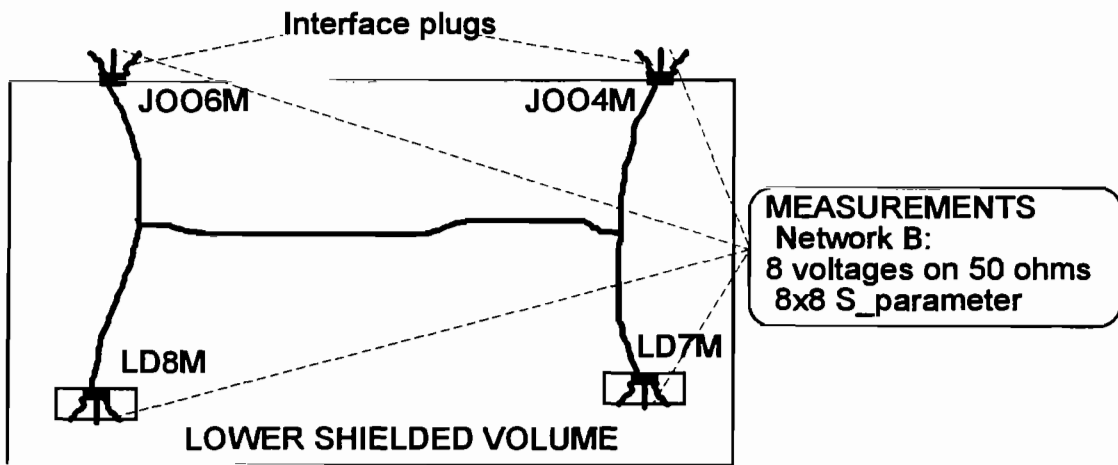 Interface plugs
JOO6M
JOO4M
MEASUREMENTS
Network B:
8 voltages on 50 ohms
8x8 S_parameter
LD8M
LD7M
LOWER SHIELDED VOLUME